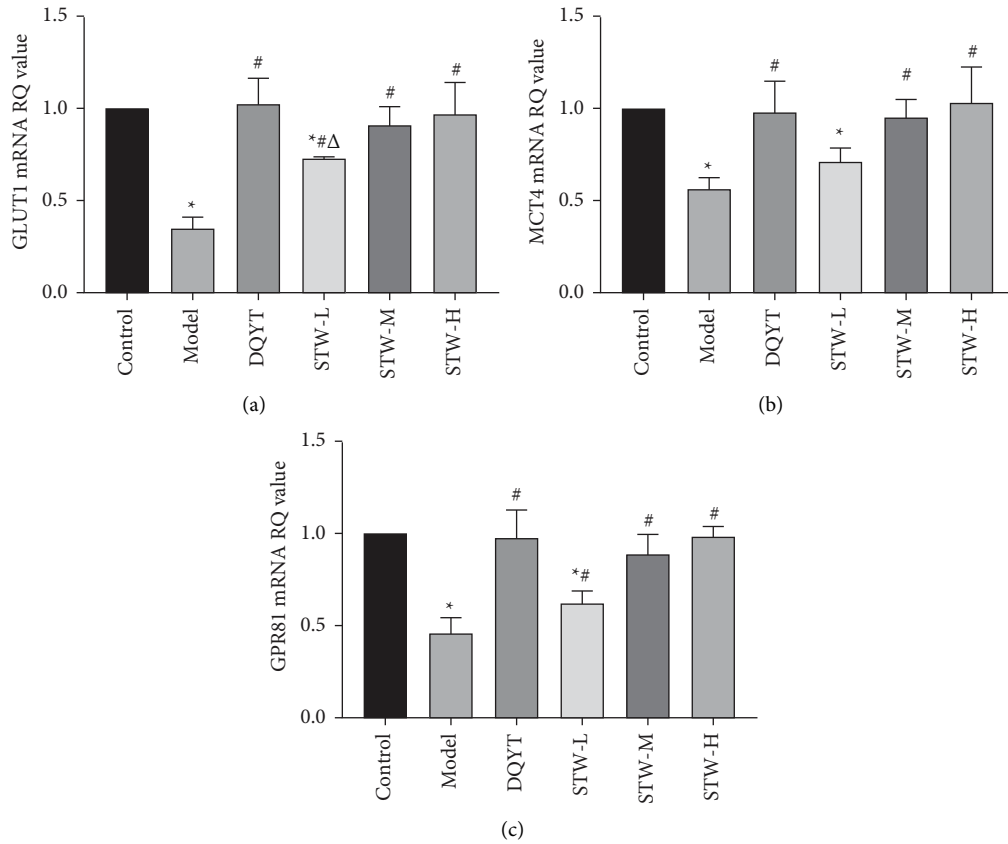 GLUT1 mRNA RQ value
1.5
1.0
0.5
0.0
*
#
*#Δ
#
#
Control
Model
DQYT
STW-L
STW-M
STW-H
(a)
MCT4 mRNA RQ value
1.5
1.0
0.5
0.0
*
#
*
#
#
Control
Model
DQYT
STW-L
STW-M
STW-H
(b)
GPR81 mRNA RQ value
1.5
1.0
0.5
0.0
*
#
*#
#
#
Control
Model
DQYT
STW-L
STW-M
STW-H
(c)